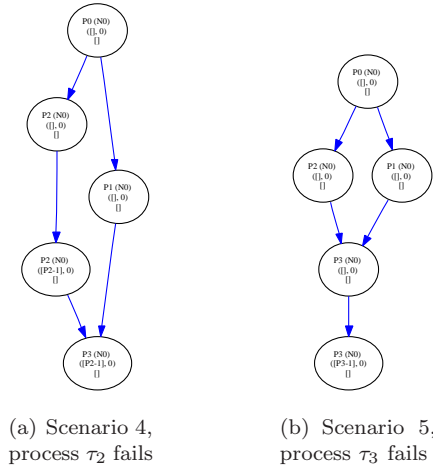 P0 (N0)
([], 0)
[]
P2 (N0)
([], 0)
[]
P1 (N0)
([], 0)
[]
P2 (N0)
([P2-1], 0)
[]
P3 (N0)
([P2-1], 0)
[]
(a) Scenario 4,
process τ2 fails
P0 (N0)
([], 0)
[]
P2 (N0)
([], 0)
[]
P1 (N0)
([], 0)
[]
P3 (N0)
([], 0)
[]
P3 (N0)
([P3-1], 0)
[]
(b) Scenario 5,
process τ3 fails